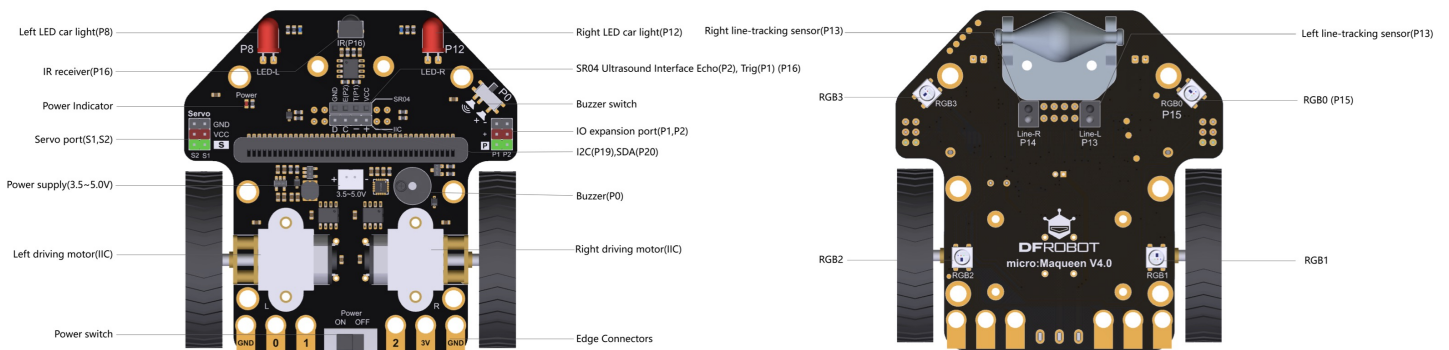 Left LED car light(P8)
IR receiver(P16)
Power Indicator
Servo port(S1,S2)
Power supply(3.5~5.0V)
Left driving motor(IIC)
Power switch
P8
LED-L
IR(P16)
P12
LED-R
Power
GND
E(P2)
T(P1)
VCC
SR04
D C − +
IIC
P0
+ -
Servo
GND
VCC
S
S2 S1
+
P
P1 P2
+ -
3.5~5.0V
L
R
Power
ON OFF
GND
0
1
2
3V
GND
Right LED car light(P12)
SR04 Ultrasound Interface Echo(P2), Trig(P1) (P16)
Buzzer switch
IO expansion port(P1,P2)
I2C(P19),SDA(P20)
Buzzer(P0)
Right driving motor(IIC)
Edge Connectors
Right line-tracking sensor(P13)
RGB3
RGB2
RGB3
Line-R
P14
Line-L
P13
RGB0
P15
DFROBOT
micro:Maqueen V4.0
RGB2
RGB1
Left line-tracking sensor(P13)
RGB0 (P15)
RGB1